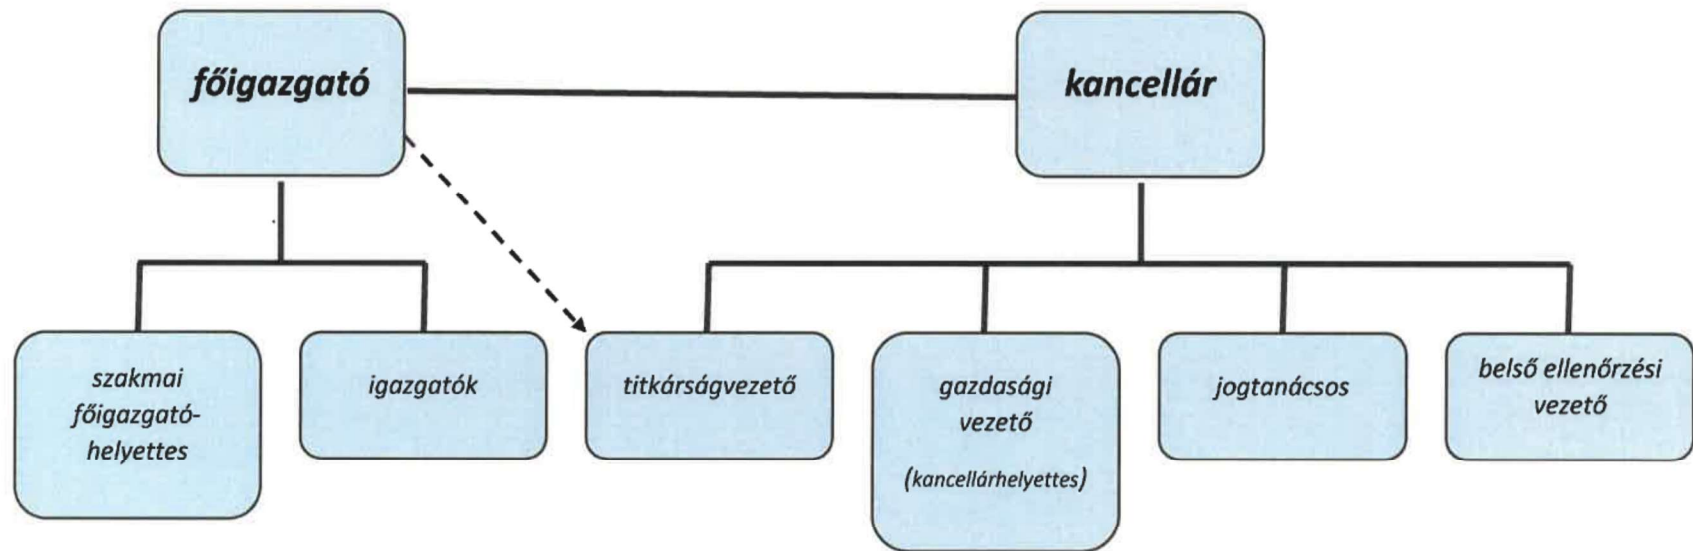 főigazgató
kancellár
szakmai
főigazgató-
helyettes
igazgatók
titkárságvezető
gazdasági
vezető
(kancellárhelyettes)
jogtanácsos
belső ellenőrzési
vezető